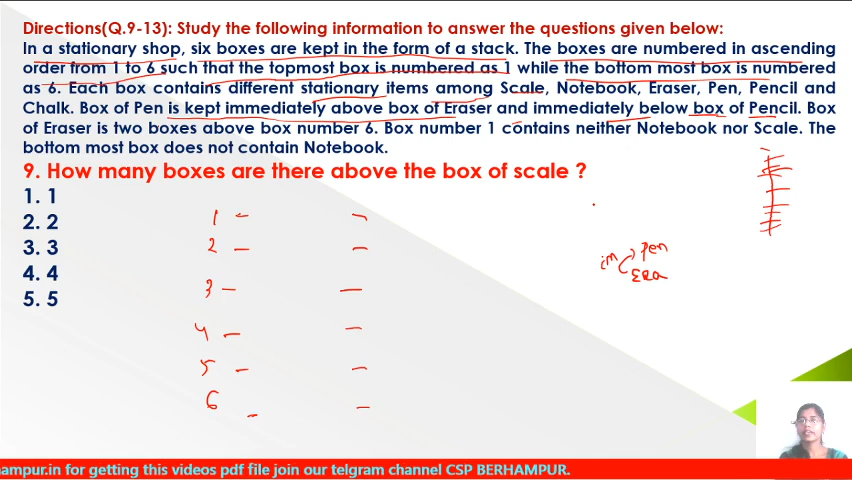 Directions(Q.9-13): Study the following information to answer the questions given below:
In a stationary shop, six boxes are kept in the form of a stack. The boxes are numbered in ascending
order from 1 to 6 such that the topmost box is numbered as 1 while the bottom most box is numbered
as 6. Each box contains different stationary items among Scale, Notebook, Eraser, Pen, Pencil and
Chalk. Box of Pen is kept immediately above box of Eraser and immediately below box of Pencil. Box
of Eraser is two boxes above box number 6. Box number 1 contains neither Notebook nor Scale. The
bottom most box does not contain Notebook.
9. How many boxes are there above the box of scale ?
1. 1
2. 2
3. 3
4. 4
5. 5
1 - -
2 - -
3 - -
4 - -
5 - -
6 - -
im Pen
ERa
hampur.in for getting this videos pdf file join our telgram channel CSP BERHAMPUR.